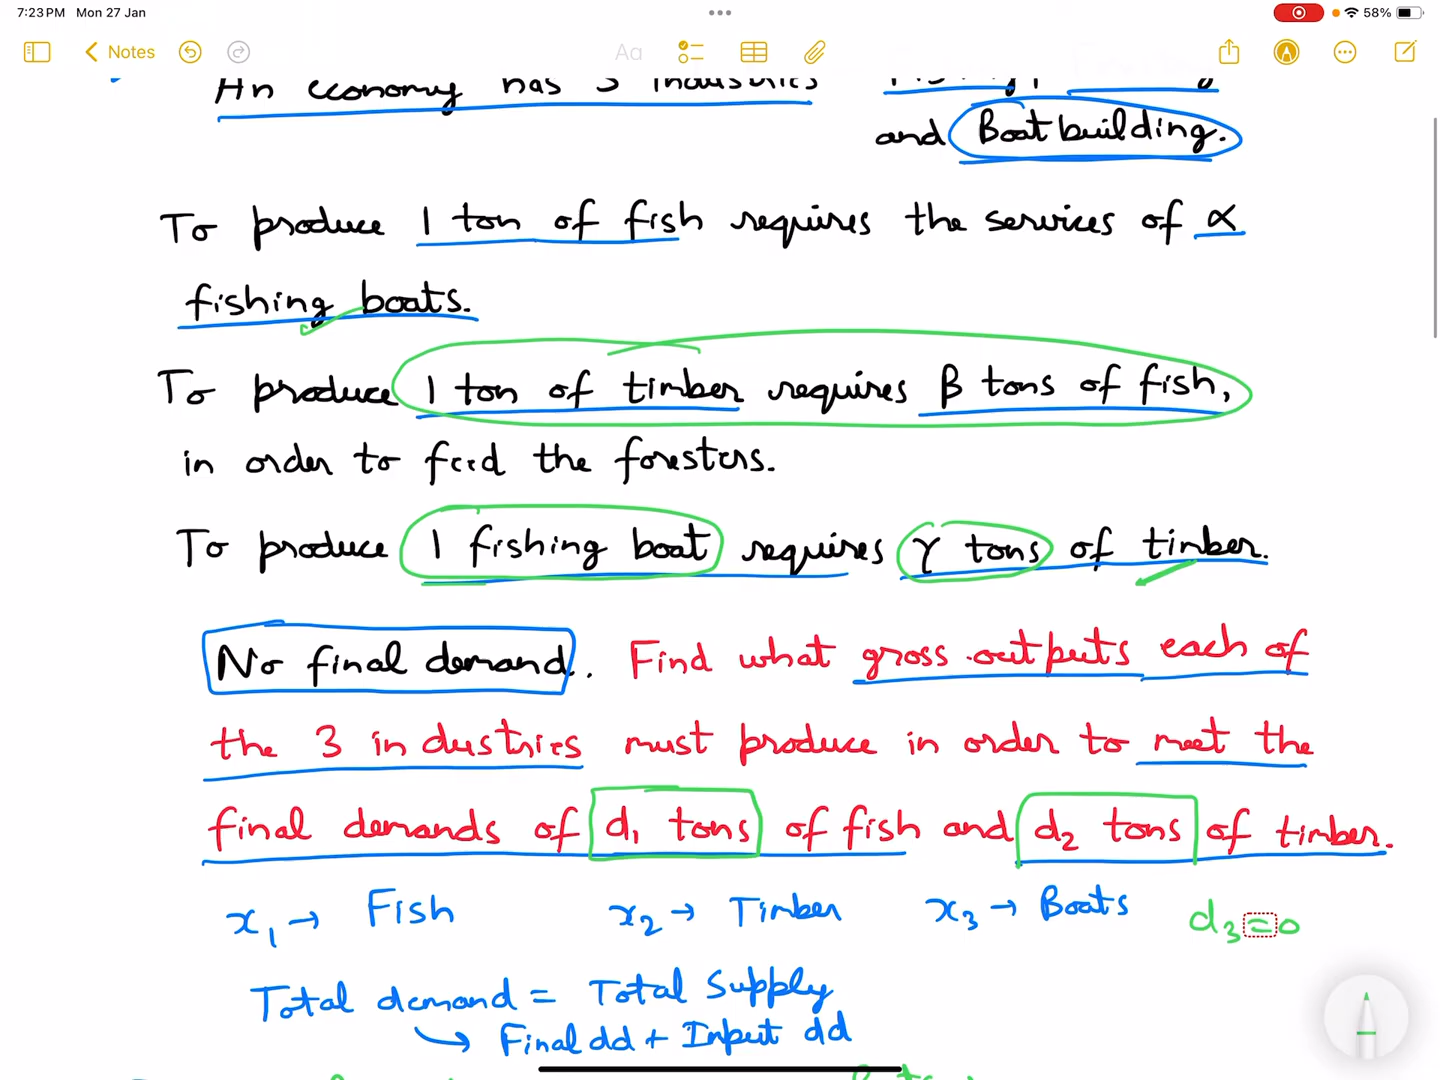 7:23 PM Mon 27 Jan
58%
Notes
Aa
An economy has 3 industries
and Boatbuilding.
To produce 1 ton of fish requires the services of α
fishing boats.
To produce 1 ton of timber requires β tons of fish,
in order to feed the foresters.
To produce 1 fishing boat requires γ tons of timber.
No final demand. Find what gross outputs each of
the 3 industries must produce in order to meet the
final demands of d₁ tons of fish and d₂ tons of timber.
x₁ → Fish x₂ → Timber x₃ → Boats d₃ = 0
Total demand = Total Supply
↪ Final dd + Input dd